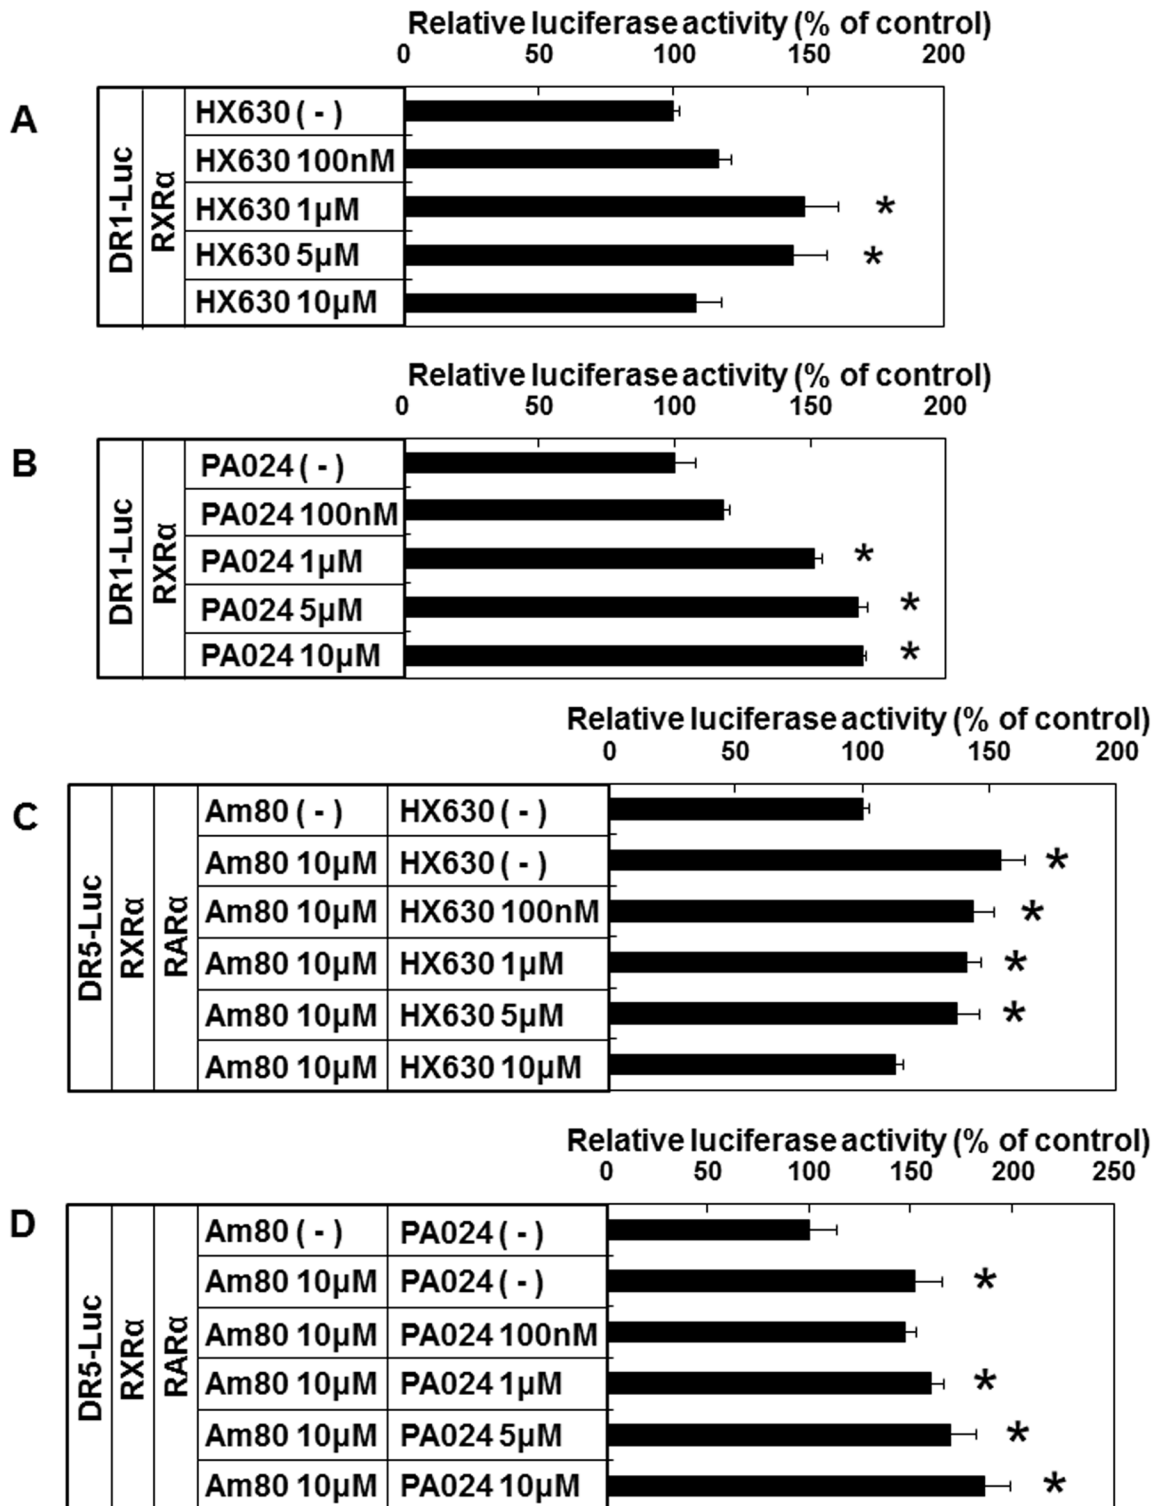 Relative luciferase activity (% of control)
0 50 100 150 200
A
DR1-Luc
RXRα
HX630 ( - )
HX630 100nM
HX630 1µM *
HX630 5µM *
HX630 10µM
Relative luciferase activity (% of control)
0 50 100 150 200
B
DR1-Luc
RXRα
PA024 ( - )
PA024 100nM
PA024 1µM *
PA024 5µM *
PA024 10µM *
Relative luciferase activity (% of control)
0 50 100 150 200
C
DR5-Luc
RXRα
RARα
Am80 ( - ) HX630 ( - )
Am80 10µM HX630 ( - ) *
Am80 10µM HX630 100nM *
Am80 10µM HX630 1µM *
Am80 10µM HX630 5µM *
Am80 10µM HX630 10µM
Relative luciferase activity (% of control)
0 50 100 150 200 250
D
DR5-Luc
RXRα
RARα
Am80 ( - ) PA024 ( - )
Am80 10µM PA024 ( - ) *
Am80 10µM PA024 100nM
Am80 10µM PA024 1µM *
Am80 10µM PA024 5µM *
Am80 10µM PA024 10µM *